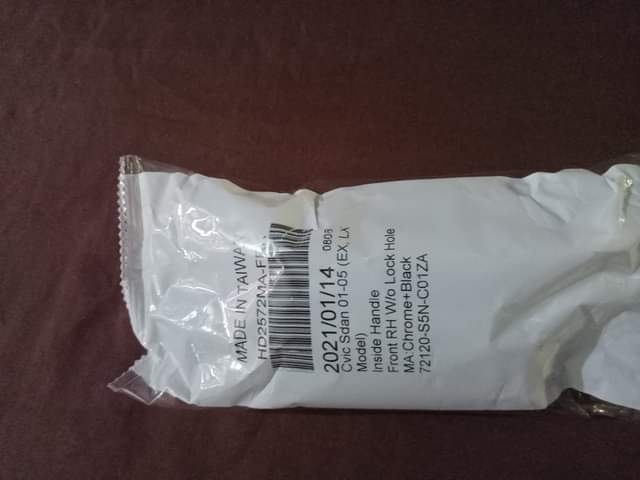 MADE IN TAIWAN
HD2572MA-F
2021/01/14 0808
Cvic Sdan 01-05 (EX, LX
Model)
Inside Handle
Front RH W/o Lock Hole
MA:Chrome+Black
72120-S5N-C01ZA